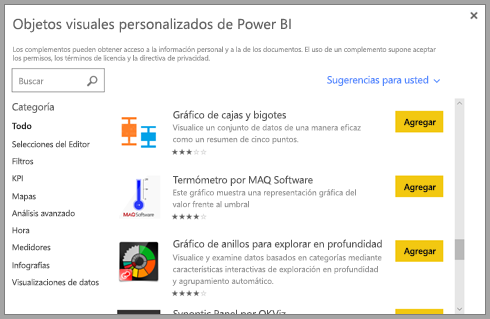 Objetos visuales personalizados de Power BI
Los complementos pueden obtener acceso a la información personal y a la de los documentos. El uso de un complemento supone aceptar
los permisos, los términos de licencia y la directiva de privacidad.
Buscar
Sugerencias para usted
Categoría
Todo
Selecciones del Editor
Filtros
KPI
Mapas
Análisis avanzado
Hora
Medidores
Infografías
Visualizaciones de datos
Gráfico de cajas y bigotes
Visualice un conjunto de datos de una manera eficaz
como un resumen de cinco puntos.
Agregar
MAQSoftware
Termómetro por MAQ Software
Este gráfico muestra una representación gráfica del
valor frente al umbral
Agregar
Gráfico de anillos para explorar en profundidad
Visualice y examine datos basados en categorías mediante
características interactivas de exploración en profundidad
y agrupamiento automático.
Agregar
Synoptic Panel por OKViz